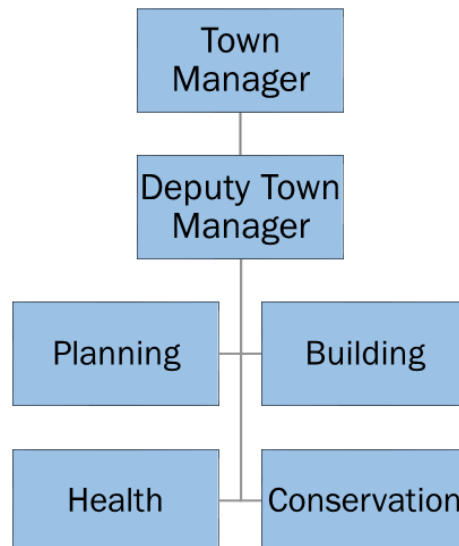 Town
Manager
Deputy Town
Manager
Planning
Building
Health
Conservation